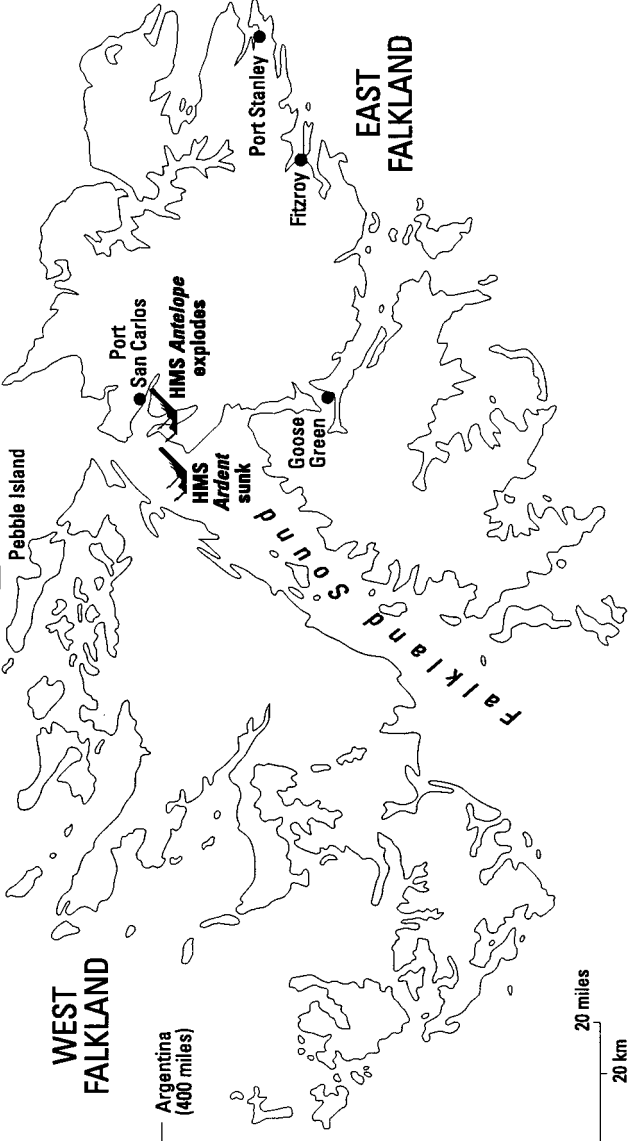 WEST
FALKLAND
Argentina
(400 miles)
Pebble Island
Port
San Carlos
HMS Antelope
explodes
HMS
Ardent
sunk
Falkland Sound
Goose
Green
Port Stanley
Fitzroy
EAST
FALKLAND
20 miles
20 km